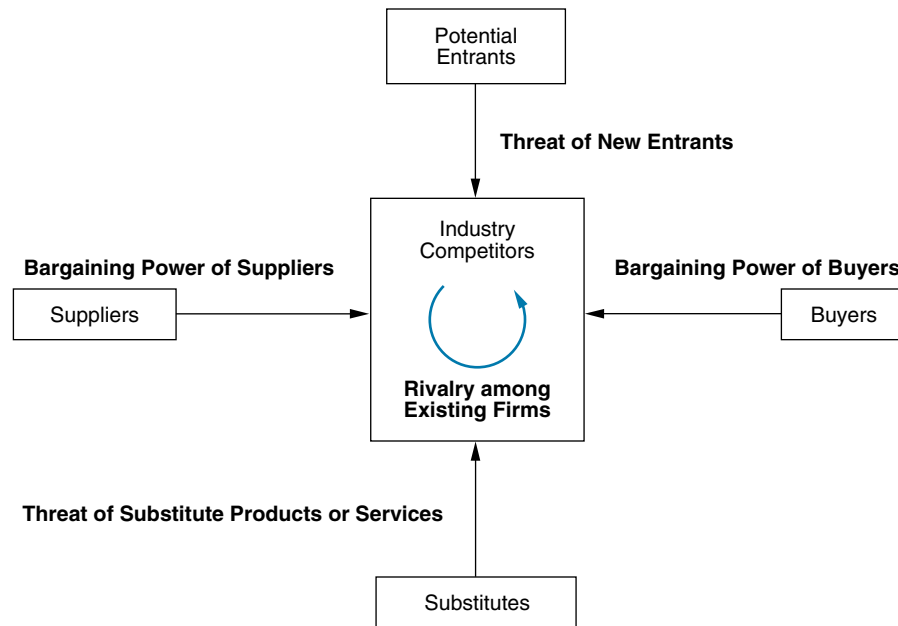 Potential
Entrants
Threat of New Entrants
Industry
Competitors
Bargaining Power of Suppliers
Bargaining Power of Buyers
Suppliers
Buyers
Rivalry among
Existing Firms
Threat of Substitute Products or Services
Substitutes